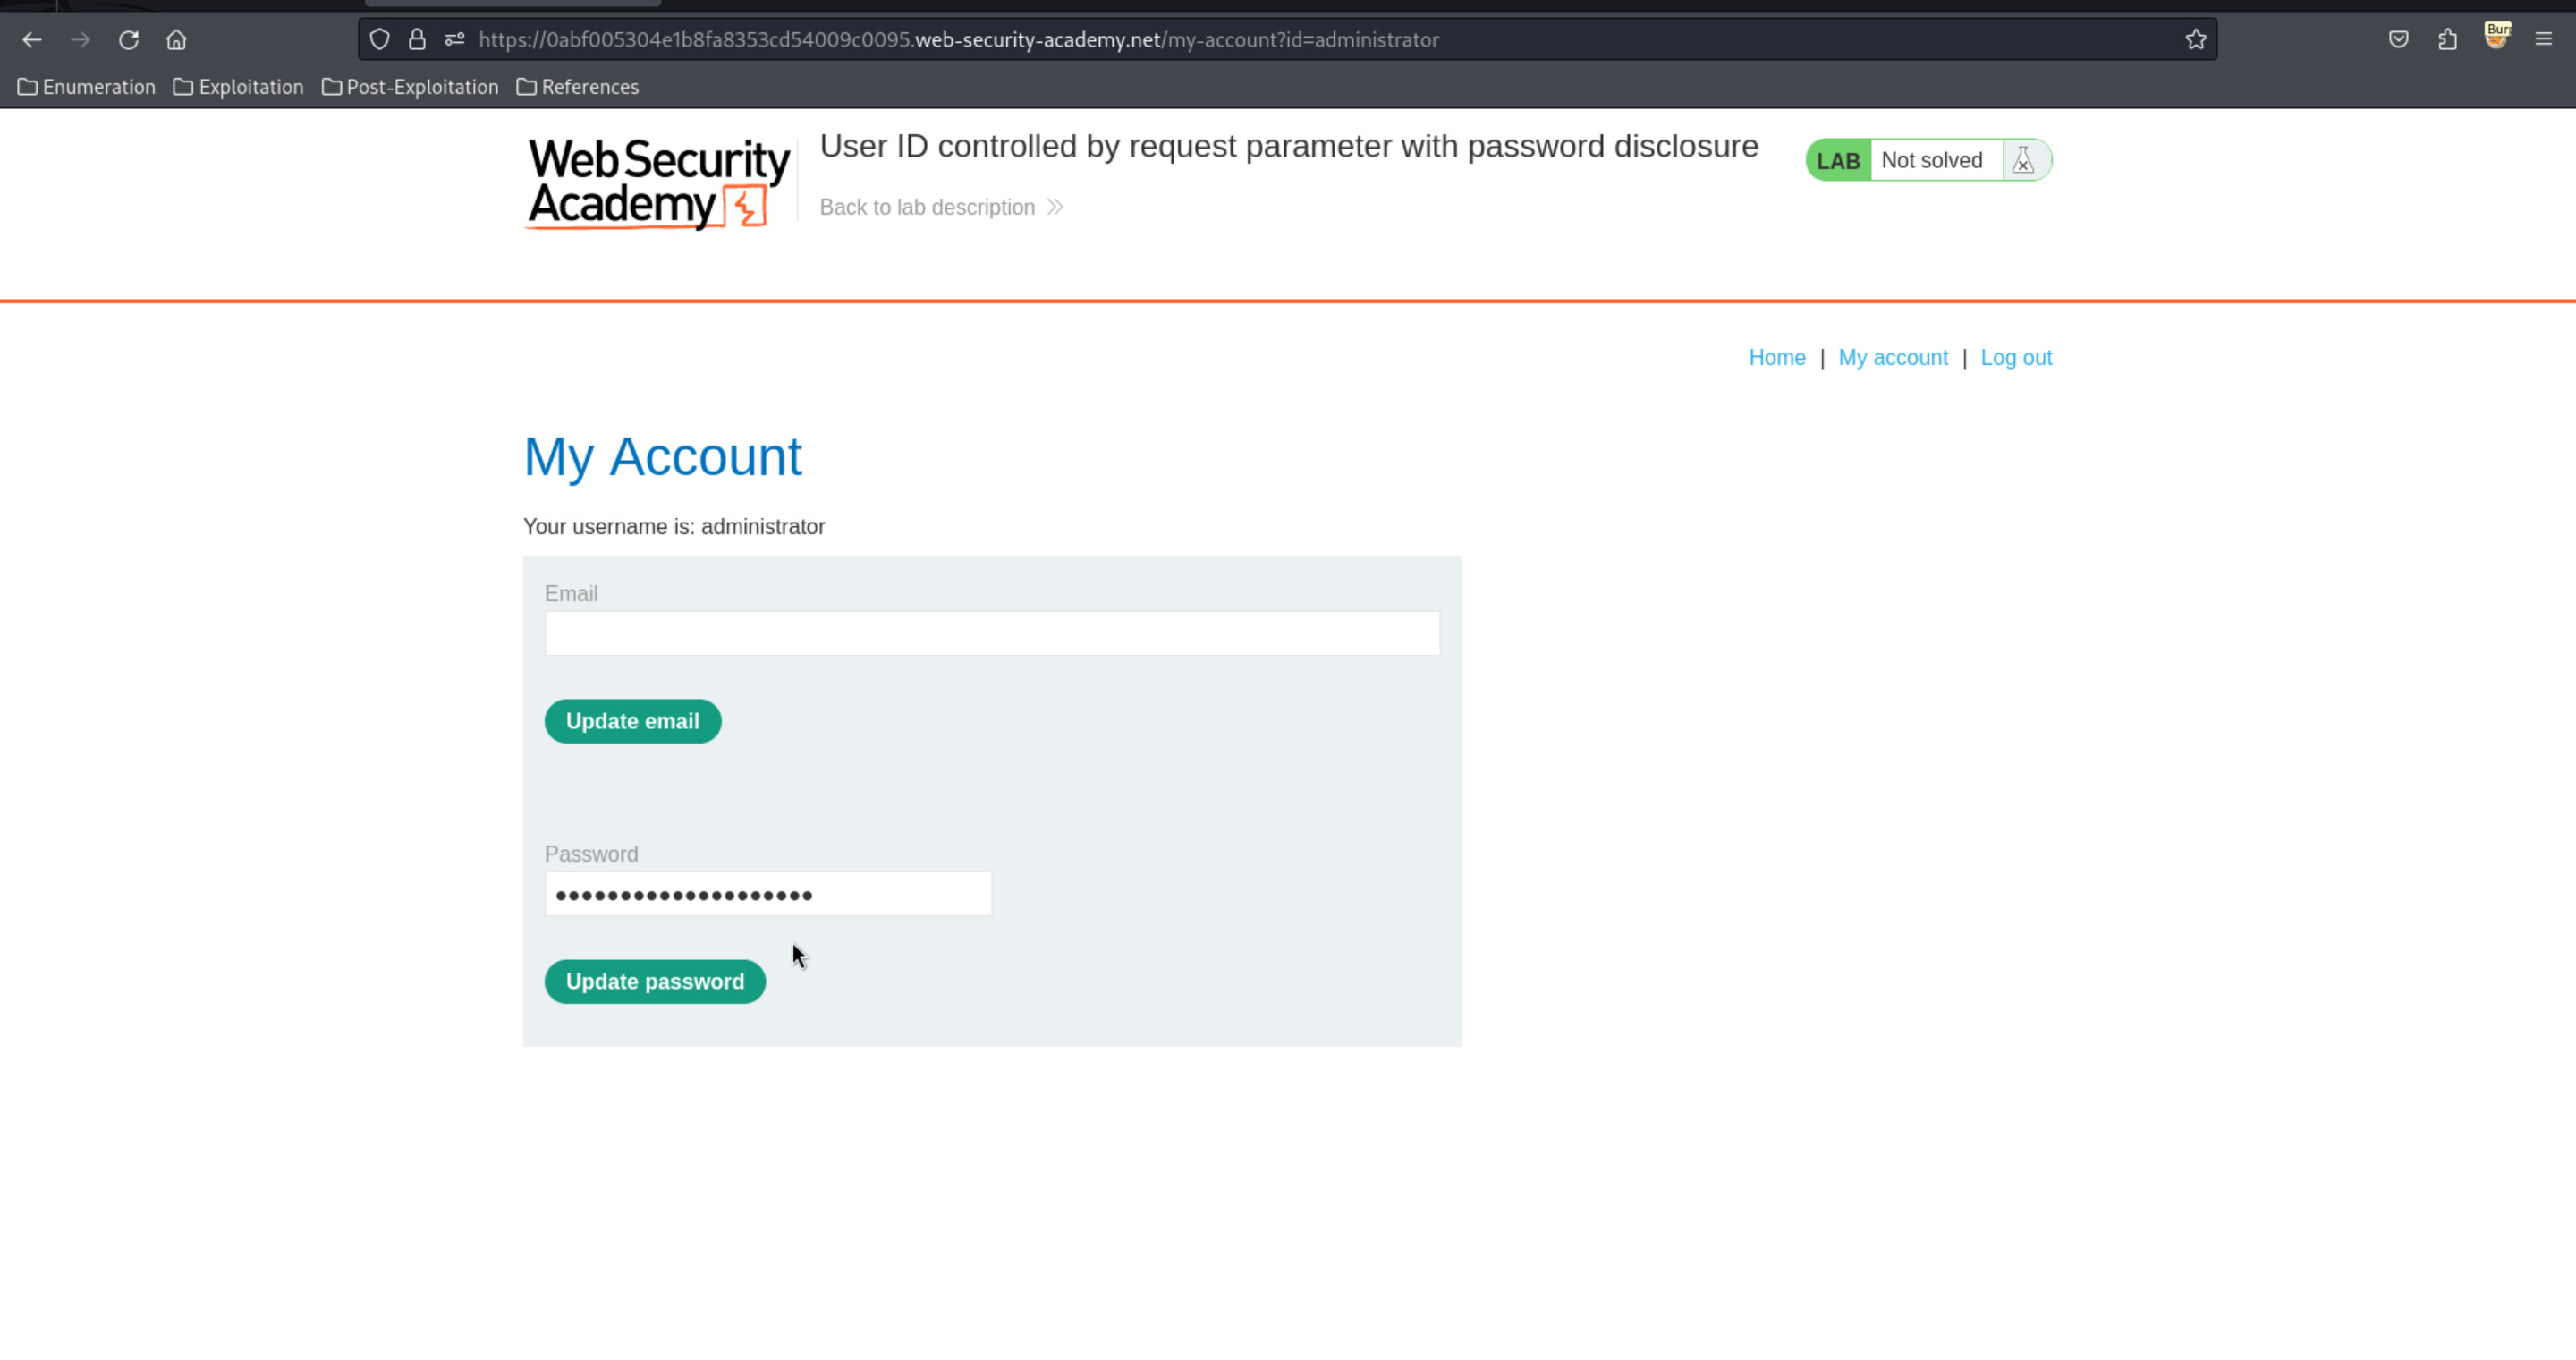 https://0abf005304e1b8fa8353cd54009c0095.web-security-academy.net/my-account?id=administrator
Bur
Enumeration Exploitation Post-Exploitation References
Web Security
Academy
User ID controlled by request parameter with password disclosure
Back to lab description
LAB Not solved
Home | My account | Log out
My Account
Your username is: administrator
Email
Update email
Password
Update password